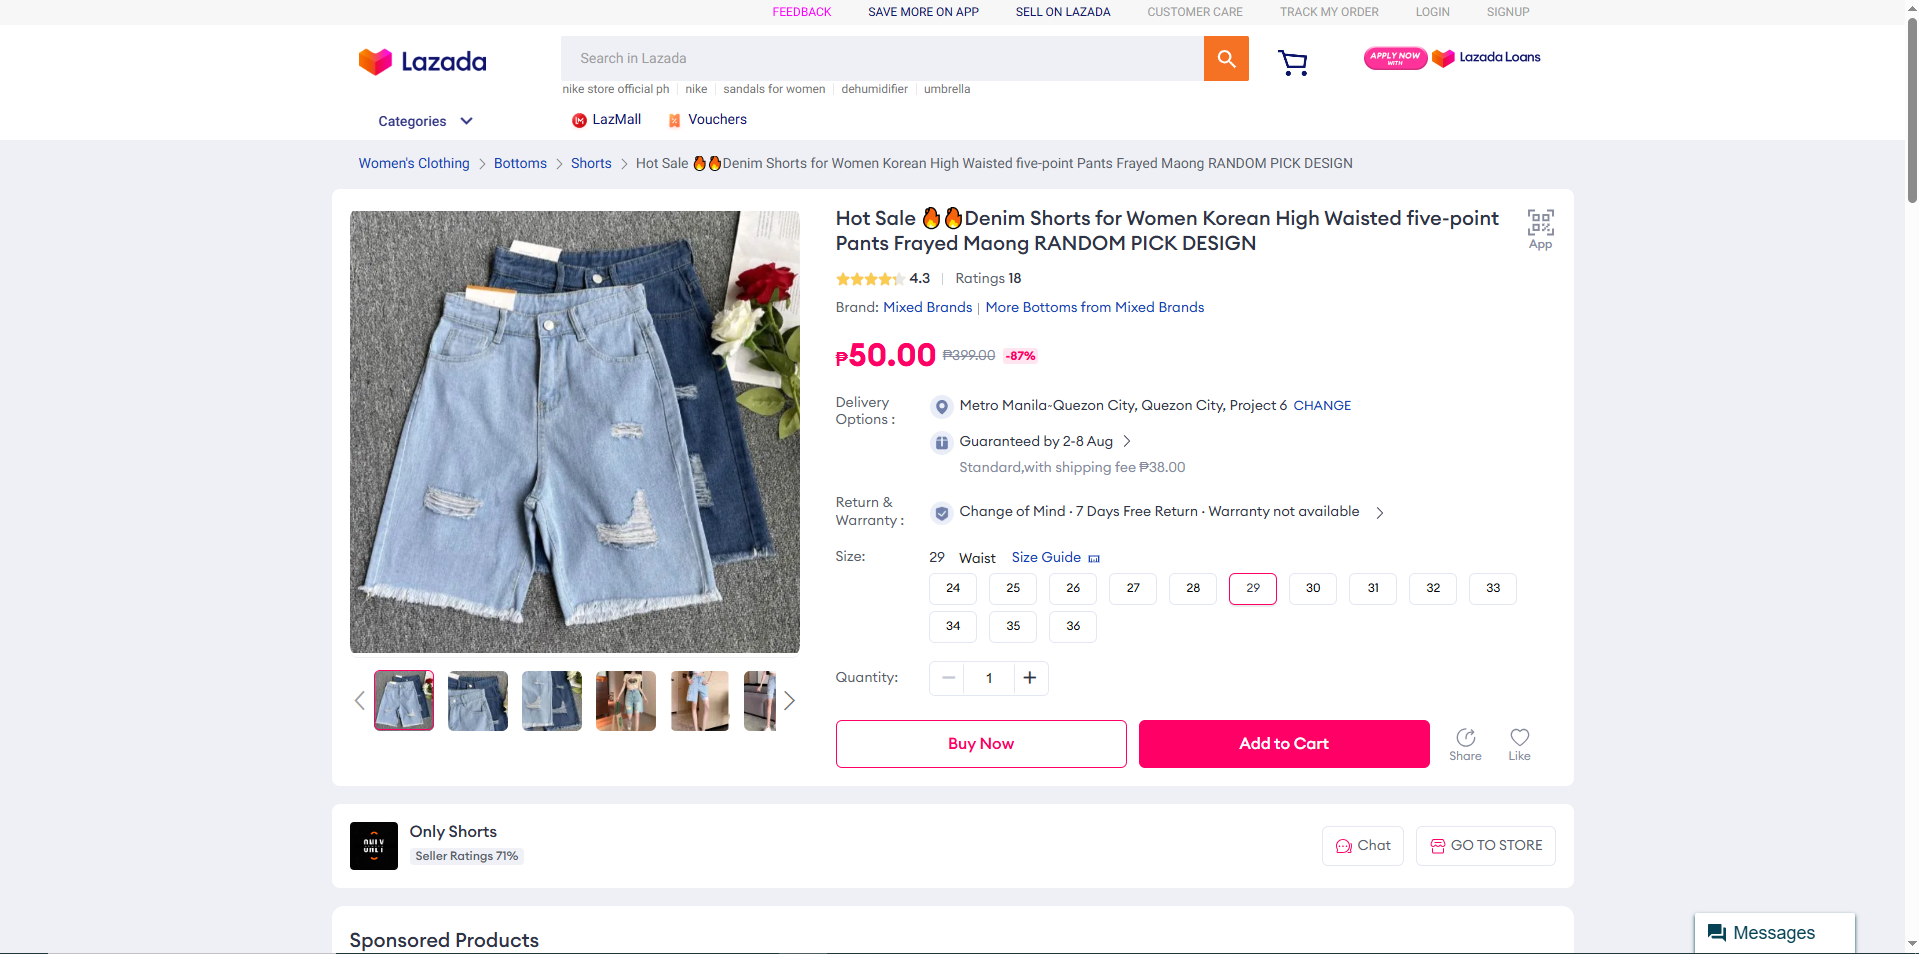 FEEDBACK SAVE MORE ON APP SELL ON LAZADA CUSTOMER CARE TRACK MY ORDER LOGIN SIGNUP
Lazada
Search in Lazada
APPLY NOW
WITH
Lazada Loans
nike store official ph nike sandals for women dehumidifier umbrella
Categories LazMall Vouchers
Women's Clothing > Bottoms > Shorts > Hot Sale 🔥🔥Denim Shorts for Women Korean High Waisted five-point Pants Frayed Maong RANDOM PICK DESIGN
Hot Sale 🔥🔥Denim Shorts for Women Korean High Waisted five-point
Pants Frayed Maong RANDOM PICK DESIGN
App
4.3 | Ratings 18
Brand: Mixed Brands | More Bottoms from Mixed Brands
₱50.00 ₱399.00 -87%
Delivery
Options :
Metro Manila~Quezon City, Quezon City, Project 6 CHANGE
Guaranteed by 2-8 Aug
Standard,with shipping fee ₱38.00
Return &
Warranty :
Change of Mind · 7 Days Free Return · Warranty not available
Size: 29 Waist Size Guide
24 25 26 27 28 29 30 31 32 33
34 35 36
Quantity: 1 +
Buy Now Add to Cart Share Like
ONLY
Only Shorts
Seller Ratings 71%
Chat GO TO STORE
Sponsored Products
Messages